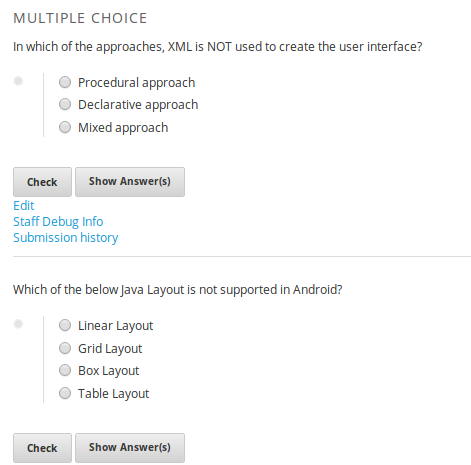 MULTIPLE CHOICE
In which of the approaches, XML is NOT used to create the user interface?
Procedural approach
Declarative approach
Mixed approach
Check Show Answer(s)
Edit
Staff Debug Info
Submission history
Which of the below Java Layout is not supported in Android?
Linear Layout
Grid Layout
Box Layout
Table Layout
Check Show Answer(s)